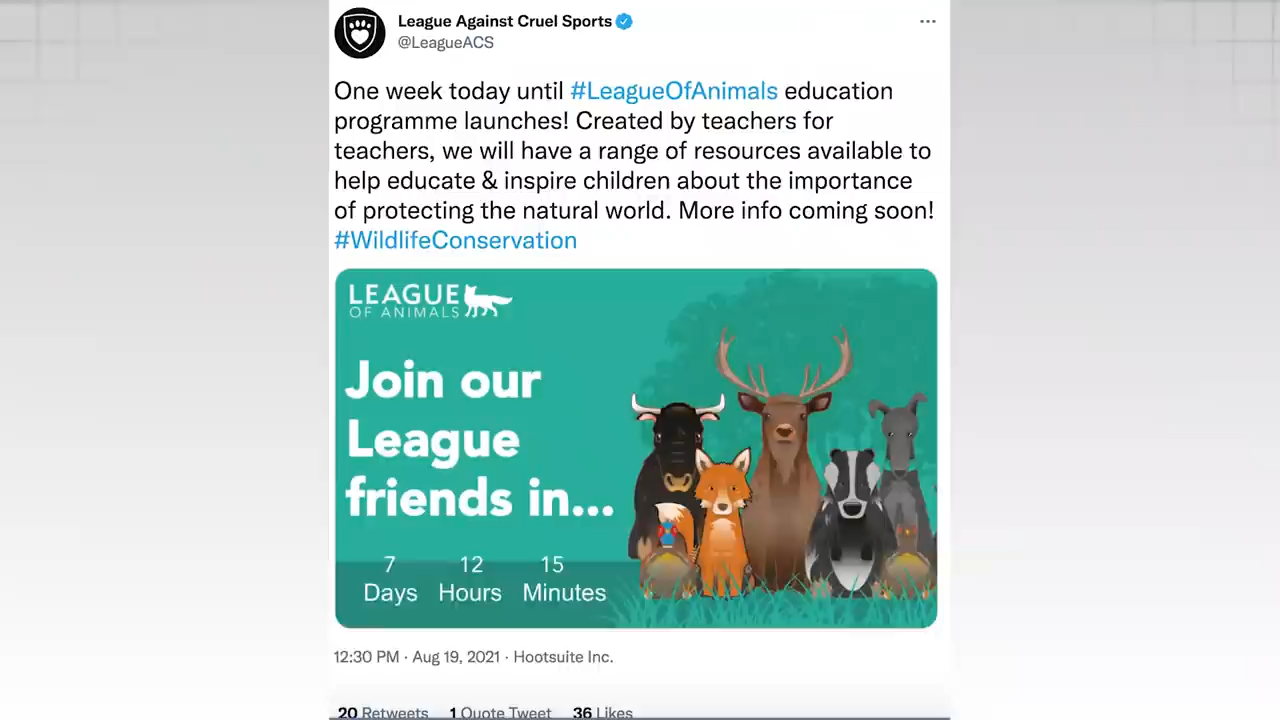 League Against Cruel Sports
@LeagueACS
One week today until #LeagueOfAnimals education
programme launches! Created by teachers for
teachers, we will have a range of resources available to
help educate & inspire children about the importance
of protecting the natural world. More info coming soon!
#WildlifeConservation
LEAGUE
OF ANIMALS
Join our
League
friends in...
7 12 15
Days Hours Minutes
12:30 PM · Aug 19, 2021 · Hootsuite Inc.
20 Retweets 1 Quote Tweet 36 Likes